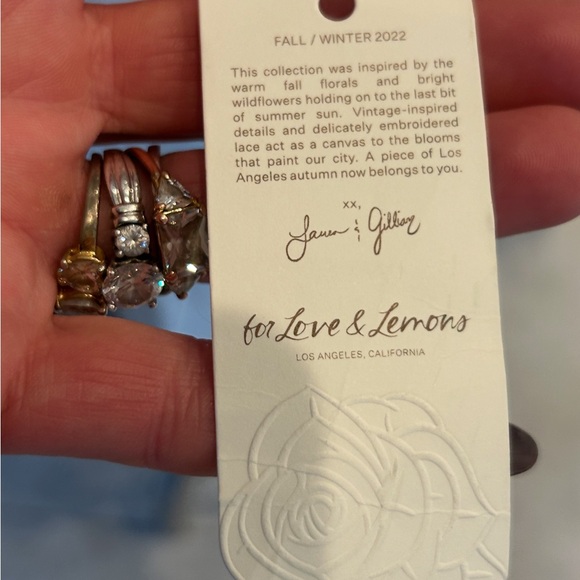 FALL / WINTER 2022
This collection was inspired by the
warm fall florals and bright
wildflowers holding on to the last bit
of summer sun. Vintage-inspired
details and delicately embroidered
lace act as a canvas to the blooms
that paint our city. A piece of Los
Angeles autumn now belongs to you.
xx,
Lauren & Gillian
for Love & Lemons
LOS ANGELES, CALIFORNIA